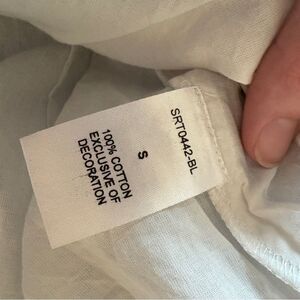 SRT0442-BL
S
100% COTTON
EXCLUSIVE OF
DECORATION